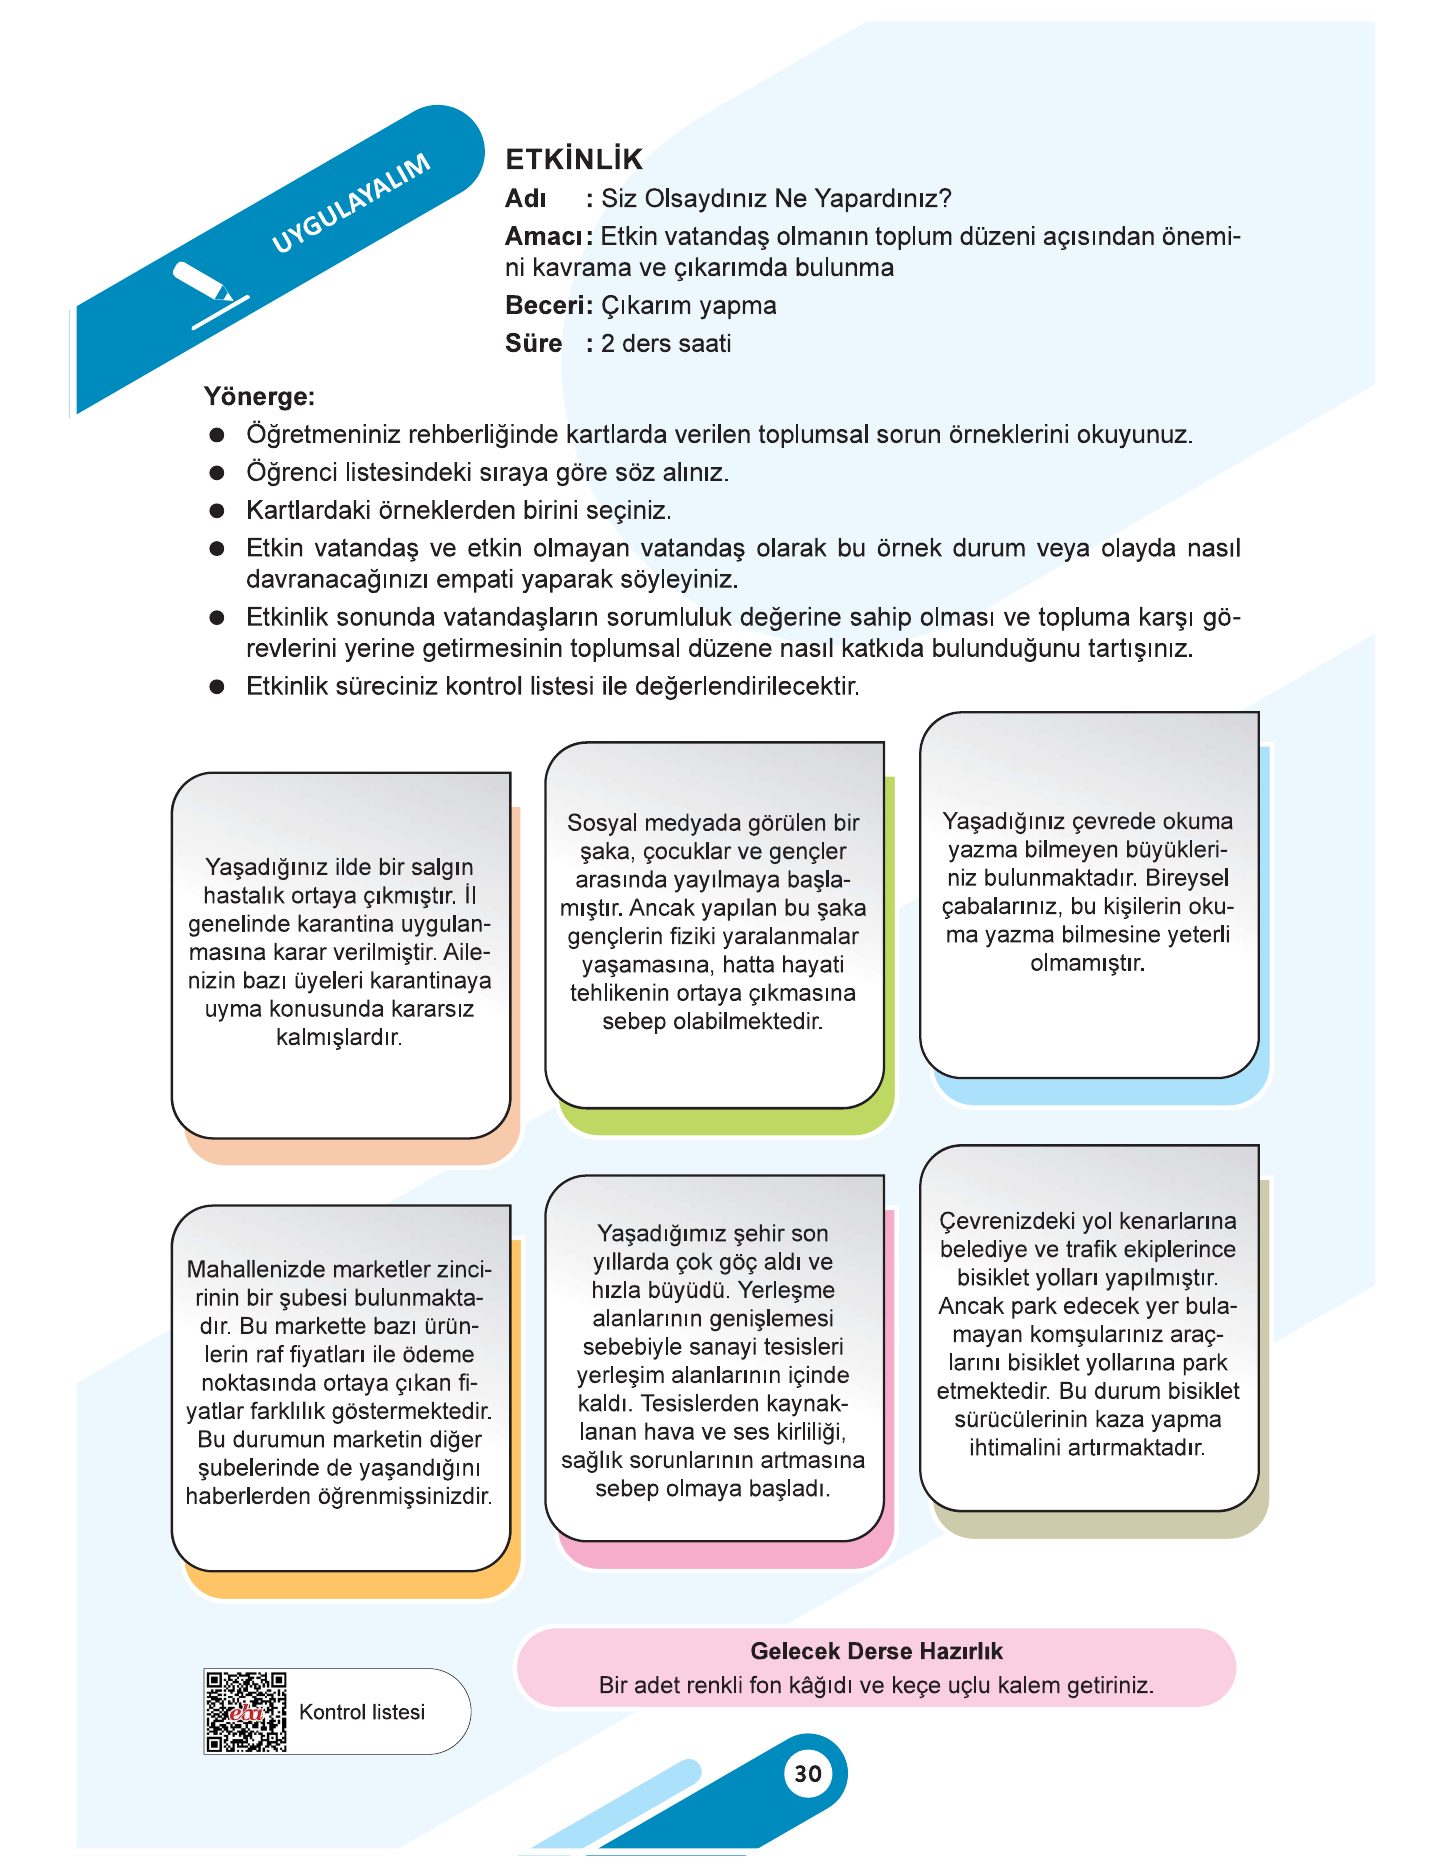 UYGULAYALIM
ETKİNLİK
Adı : Siz Olsaydınız Ne Yapardınız?
Amacı : Etkin vatandaş olmanın toplum düzeni açısından önemi-
ni kavrama ve çıkarımda bulunma
Beceri : Çıkarım yapma
Süre : 2 ders saati
Yönerge:
● Öğretmeniniz rehberliğinde kartlarda verilen toplumsal sorun örneklerini okuyunuz.
● Öğrenci listesindeki sıraya göre söz alınız.
● Kartlardaki örneklerden birini seçiniz.
● Etkin vatandaş ve etkin olmayan vatandaş olarak bu örnek durum veya olayda nasıl
davranacağınızı empati yaparak söyleyiniz.
● Etkinlik sonunda vatandaşların sorumluluk değerine sahip olması ve topluma karşı gö-
revlerini yerine getirmesinin toplumsal düzene nasıl katkıda bulunduğunu tartışınız.
● Etkinlik süreciniz kontrol listesi ile değerlendirilecektir.
Yaşadığınız ilde bir salgın
hastalık ortaya çıkmıştır. İl
genelinde karantina uygulan-
masına karar verilmiştir. Aile-
nizin bazı üyeleri karantinaya
uyma konusunda kararsız
kalmışlardır.
Sosyal medyada görülen bir
şaka, çocuklar ve gençler
arasında yayılmaya başla-
mıştır. Ancak yapılan bu şaka
gençlerin fiziki yaralanmalar
yaşamasına, hatta hayati
tehlikenin ortaya çıkmasına
sebep olabilmektedir.
Yaşadığınız çevrede okuma
yazma bilmeyen büyükleri-
niz bulunmaktadır. Bireysel
çabalarınız, bu kişilerin oku-
ma yazma bilmesine yeterli
olmamıştır.
Mahallenizde marketler zinci-
rinin bir şubesi bulunmakta-
dır. Bu markette bazı ürün-
lerin raf fiyatları ile ödeme
noktasında ortaya çıkan fi-
yatlar farklılık göstermektedir.
Bu durumun marketin diğer
şubelerinde de yaşandığını
haberlerden öğrenmişsinizdir.
Yaşadığımız şehir son
yıllarda çok göç aldı ve
hızla büyüdü. Yerleşme
alanlarının genişlemesi
sebebiyle sanayi tesisleri
yerleşim alanlarının içinde
kaldı. Tesislerden kaynak-
lanan hava ve ses kirliliği,
sağlık sorunlarının artmasına
sebep olmaya başladı.
Çevrenizdeki yol kenarlarına
belediye ve trafik ekiplerince
bisiklet yolları yapılmıştır.
Ancak park edecek yer bula-
mayan komşularınız araç-
larını bisiklet yollarına park
etmektedir. Bu durum bisiklet
sürücülerinin kaza yapma
ihtimalini artırmaktadır.
Gelecek Derse Hazırlık
Bir adet renkli fon kâğıdı ve keçe uçlu kalem getiriniz.
eba
Kontrol listesi
30